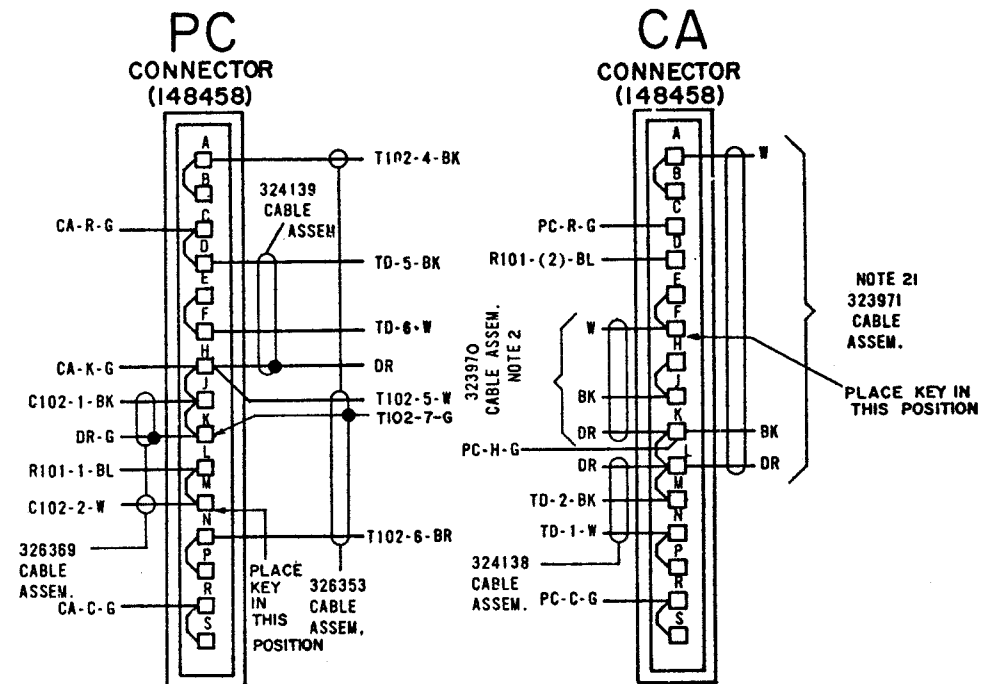 PC
CONNECTOR
(148458)
A
B
C
D
E
F
H
J
K
L
M
N
P
R
S
CA-R-G
CA-K-G
C102-1-BK
DR-G
R101-1-BL
C102-2-W
326369
CABLE
ASSEM.
CA-C-G
324139
CABLE
ASSEM
T102-4-BK
TD-5-BK
TD-6-W
DR
T102-5-W
T102-7-G
T102-6-BR
PLACE
KEY
IN
THIS
POSITION
326353
CABLE
ASSEM.
CA
CONNECTOR
(148458)
A
B
C
D
E
F
H
J
K
L
M
N
P
R
S
PC-R-G
R101-(2)-BL
323970
CABLE ASSEM.
NOTE 2
W
BK
DR
PC-H-G
DR
TD-2-BK
TD-1-W
324138
CABLE
ASSEM.
PC-C-G
W
BK
DR
NOTE 21
323971
CABLE
ASSEM.
PLACE KEY IN
THIS POSITION